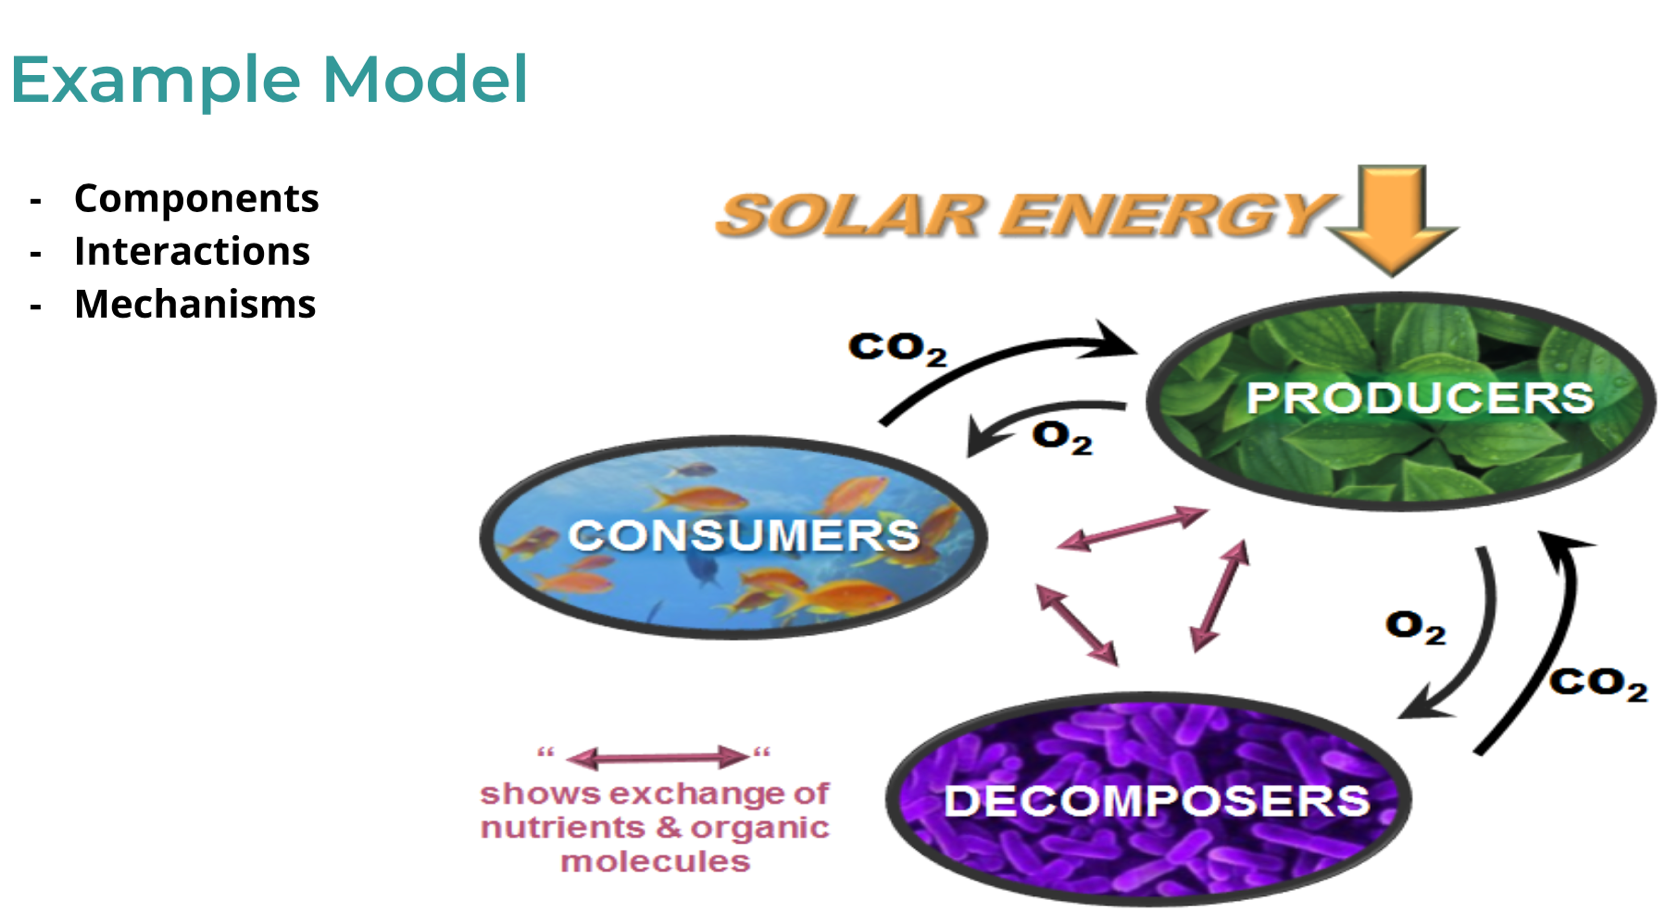 Example Model
- Components
- Interactions
- Mechanisms
SOLAR ENERGY
CO₂
PRODUCERS
O₂
CONSUMERS
O₂
CO₂
“ “
shows exchange of
nutrients & organic
molecules
DECOMPOSERS